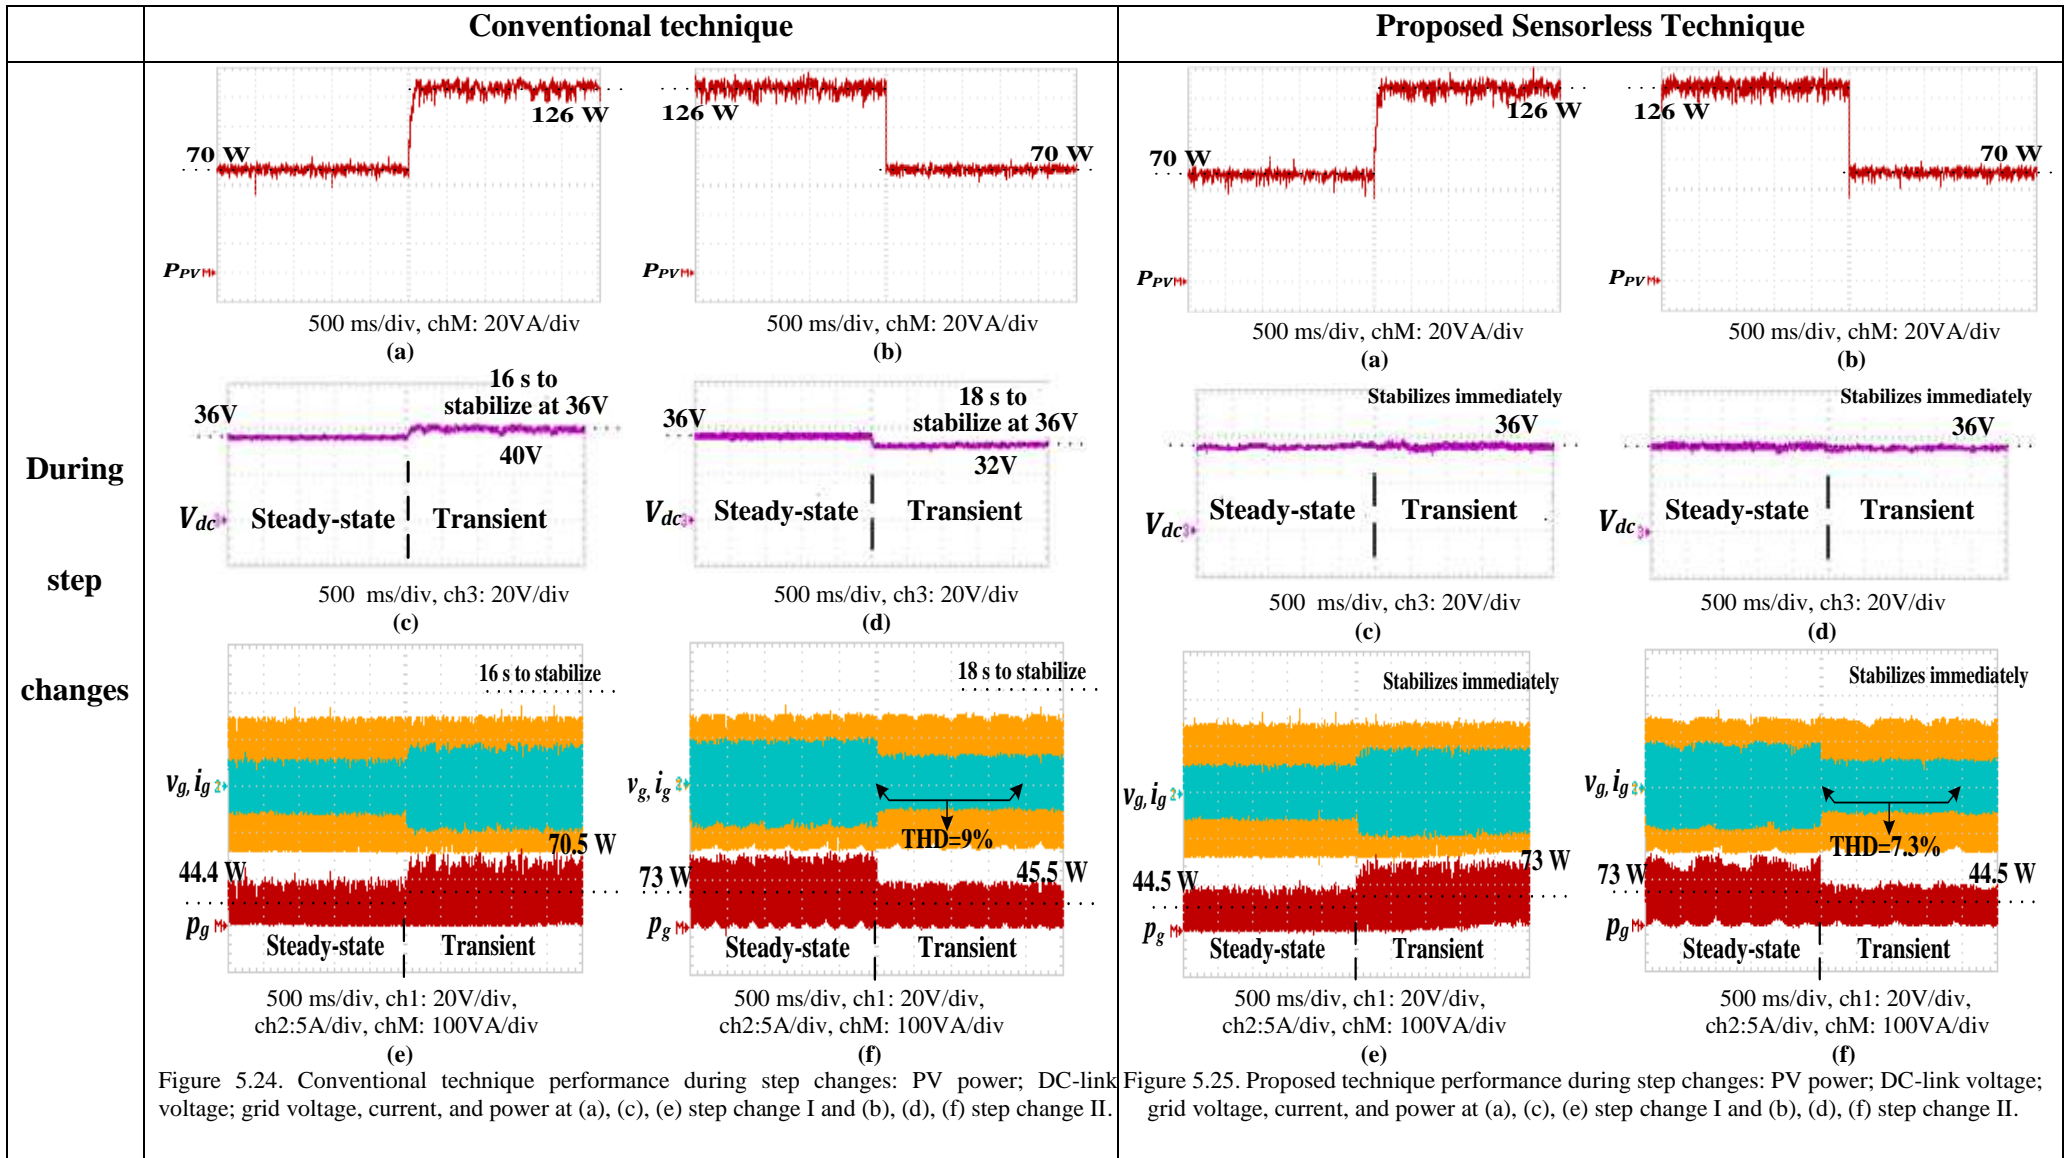 Conventional technique
Proposed Sensorless Technique
During
step
changes
126 W
70 W
PPV
500 ms/div, chM: 20VA/div
(a)
126 W
70 W
PPV
500 ms/div, chM: 20VA/div
(b)
16 s to
stabilize at 36V
36V
40V
Vdc
Steady-state
Transient
500 ms/div, ch3: 20V/div
(c)
18 s to
stabilize at 36V
36V
32V
Vdc
Steady-state
Transient
500 ms/div, ch3: 20V/div
(d)
16 s to stabilize
vg, ig
70.5 W
44.4 W
pg
Steady-state
Transient
500 ms/div, ch1: 20V/div,
ch2:5A/div, chM: 100VA/div
(e)
18 s to stabilize
vg, ig
THD=9%
73 W
45.5 W
pg
Steady-state
Transient
500 ms/div, ch1: 20V/div,
ch2:5A/div, chM: 100VA/div
(f)
Figure 5.24. Conventional technique performance during step changes: PV power; DC-link
voltage; grid voltage, current, and power at (a), (c), (e) step change I and (b), (d), (f) step change II.
126 W
70 W
PPV
500 ms/div, chM: 20VA/div
(a)
126 W
70 W
PPV
500 ms/div, chM: 20VA/div
(b)
Stabilizes immediately
36V
Vdc
Steady-state
Transient
500 ms/div, ch3: 20V/div
(c)
Stabilizes immediately
36V
Vdc
Steady-state
Transient
500 ms/div, ch3: 20V/div
(d)
Stabilizes immediately
vg, ig
73 W
44.5 W
pg
Steady-state
Transient
500 ms/div, ch1: 20V/div,
ch2:5A/div, chM: 100VA/div
(e)
Stabilizes immediately
vg, ig
THD=7.3%
73 W
44.5 W
pg
Steady-state
Transient
500 ms/div, ch1: 20V/div,
ch2:5A/div, chM: 100VA/div
(f)
Figure 5.25. Proposed technique performance during step changes: PV power; DC-link voltage;
grid voltage, current, and power at (a), (c), (e) step change I and (b), (d), (f) step change II.